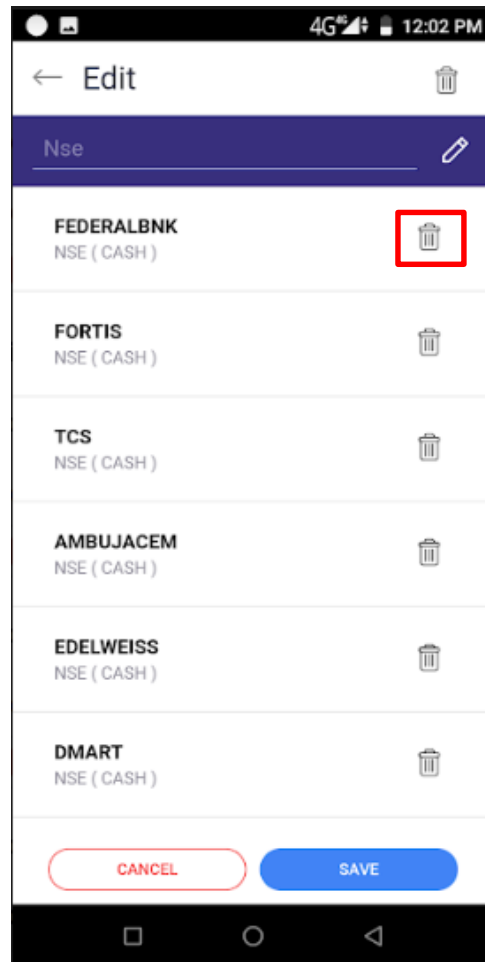 4G 4G 12:02 PM
Edit
Nse
FEDERALBNK
NSE ( CASH )
FORTIS
NSE ( CASH )
TCS
NSE ( CASH )
AMBUJACEM
NSE ( CASH )
EDELWEISS
NSE ( CASH )
DMART
NSE ( CASH )
CANCEL SAVE